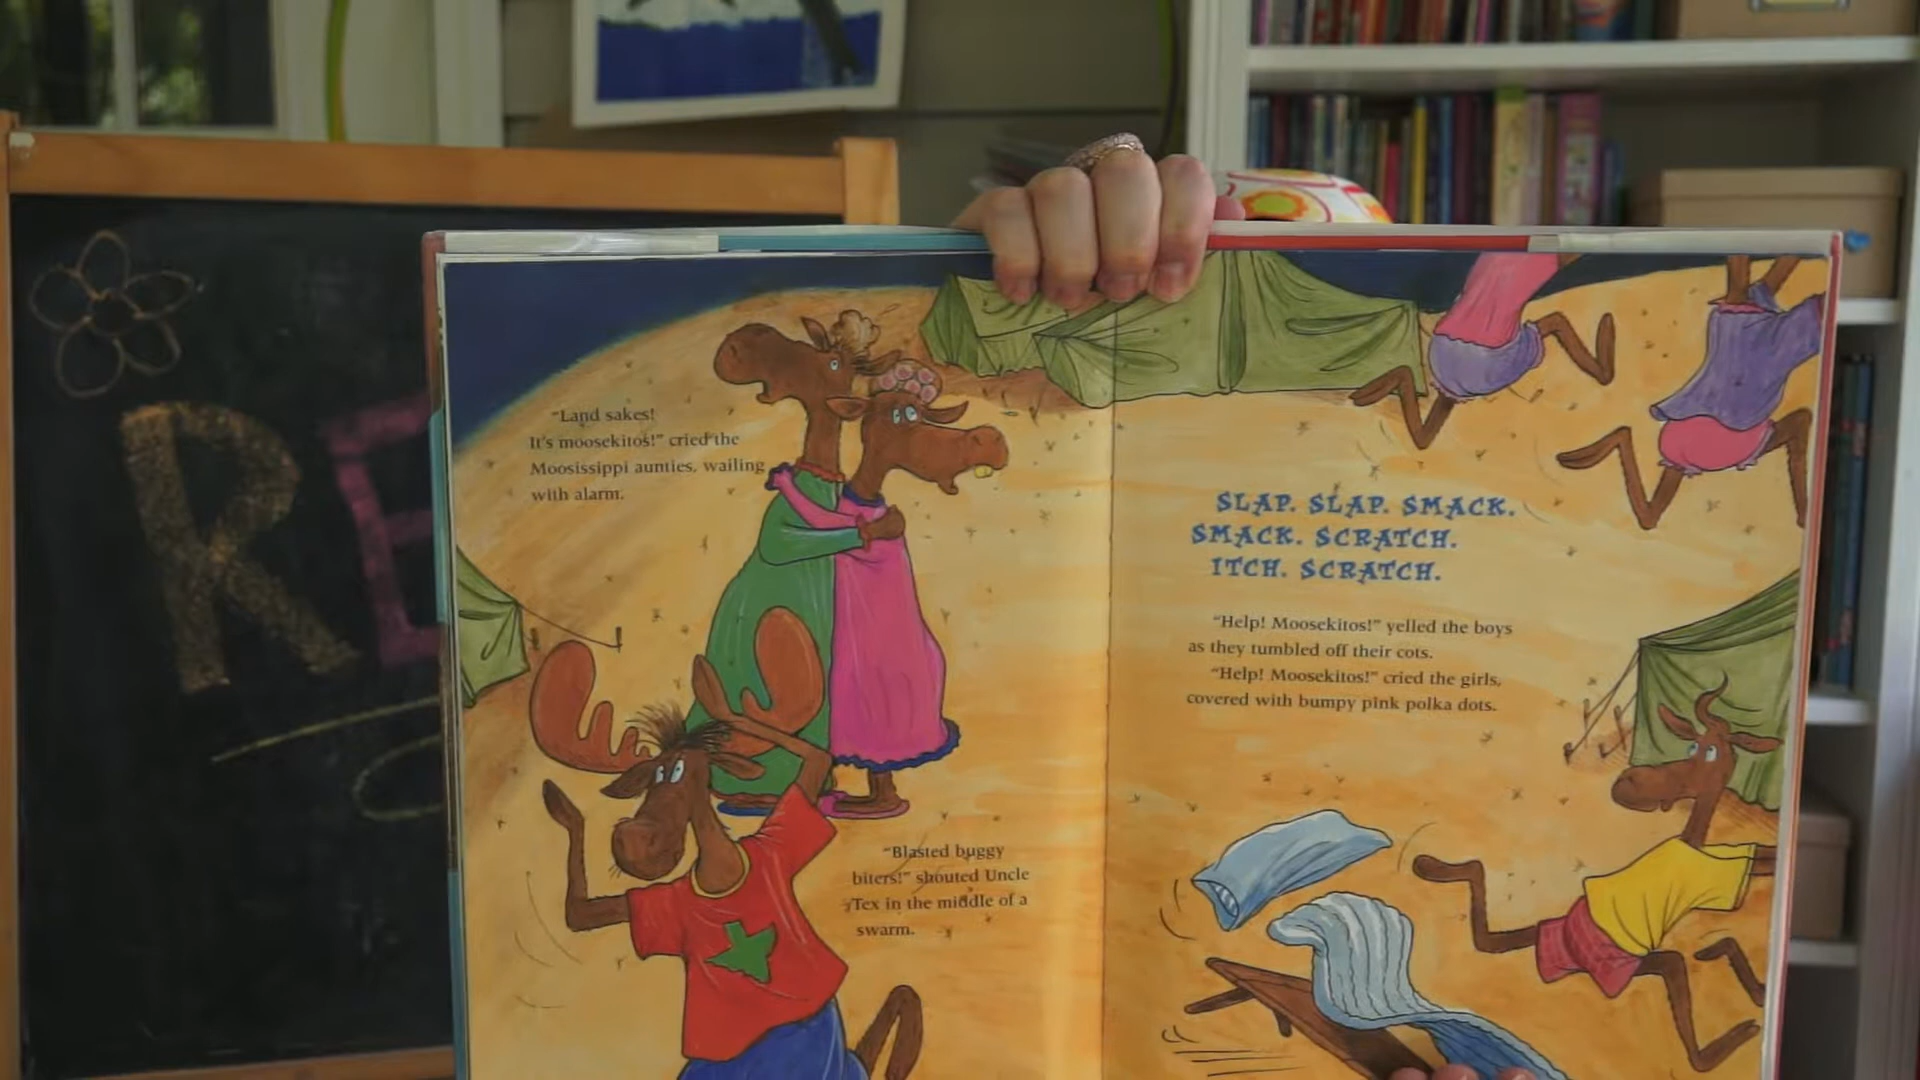 RE
"Land sakes!
It's moosekitos!" cried the
Moosissippi aunties, wailing
with alarm.
"Blasted buggy
biters!" shouted Uncle
Tex in the middle of a
swarm.
SLAP. SLAP. SMACK.
SMACK. SCRATCH.
ITCH. SCRATCH.
"Help! Moosekitos!" yelled the boys
as they tumbled off their cots.
"Help! Moosekitos!" cried the girls,
covered with bumpy pink polka dots.